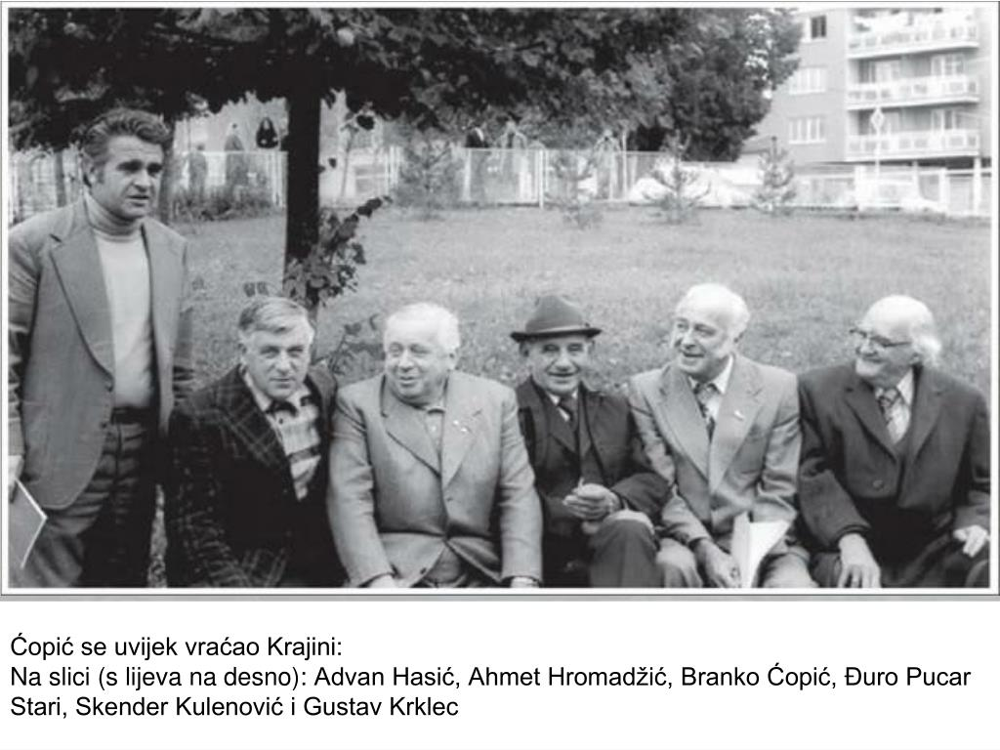 Ćopić se uvijek vraćao Krajini:
Na slici (s lijeva na desno): Advan Hasić, Ahmet Hromadžić, Branko Ćopić, Đuro Pucar
Stari, Skender Kulenović i Gustav Krklec